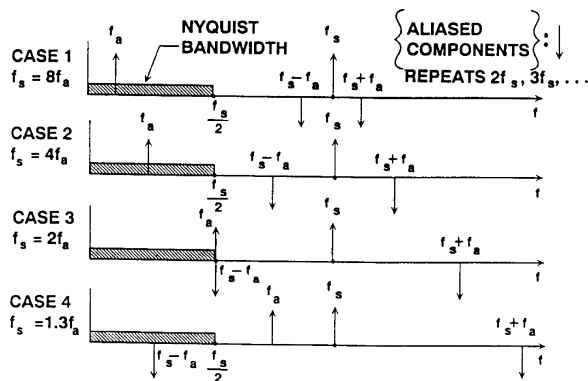 f_a
NYQUIST
BANDWIDTH
f_s
{ALIASED
COMPONENTS} : ↓
REPEATS 2f_s, 3f_s, ...
CASE 1
f_s = 8f_a
f_s/2
f_s-f_a
f_s+f_a
f
CASE 2
f_s = 4f_a
f_a
f_s/2
f_s-f_a
f_s
f_s+f_a
f
CASE 3
f_s = 2f_a
f_a
f_s-f_a
f_s
f_s+f_a
f
CASE 4
f_s =1.3f_a
f_s-f_a
f_s/2
f_a
f_s
f_s+f_a
f